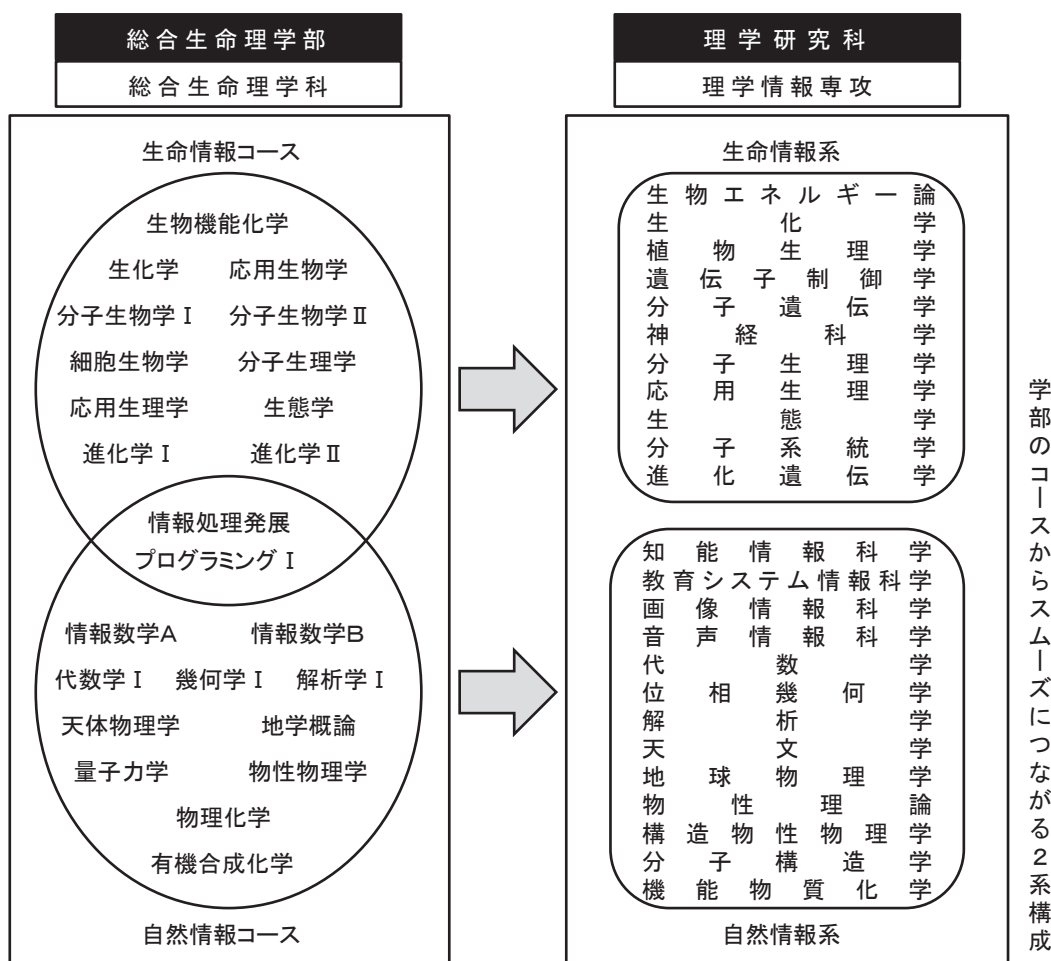 総合生命理学部
総合生命理学科
生命情報コース
生物機能化学
生化学 応用生物学
分子生物学Ⅰ 分子生物学Ⅱ
細胞生物学 分子生理学
応用生理学 生態学
進化学Ⅰ 進化学Ⅱ
情報処理発展
プログラミングⅠ
情報数学A 情報数学B
代数学Ⅰ 幾何学Ⅰ 解析学Ⅰ
天体物理学 地学概論
量子力学 物性物理学
物理化学
有機合成化学
自然情報コース
理学研究科
理学情報専攻
生命情報系
生物エネルギー論
生化学
植物生理学
遺伝子制御学
分子遺伝学
神経科学
分子生理学
応用生理学
生態学
分子系統学
進化遺伝学
知能情報科学
教育システム情報科学
画像情報科学
音声情報科学
代数学
位相幾何学
解析学
天文学
地球物理学
物性理論
構造物性物理学
分子構造学
機能物質化学
自然情報系
学部のコースからスムーズにつながる2系構成